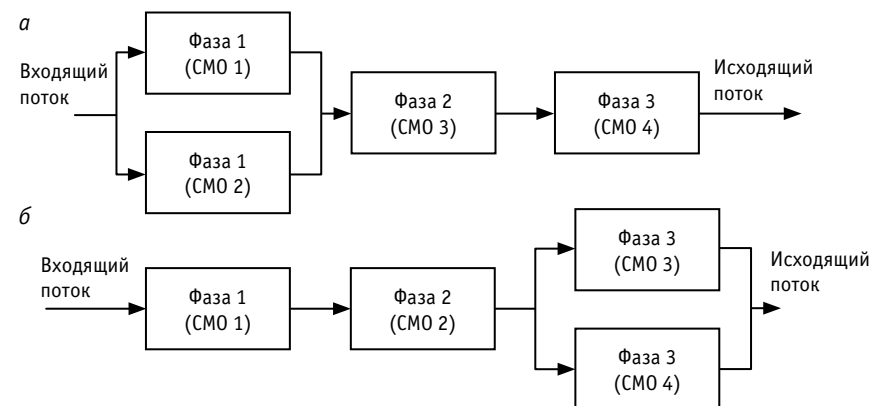 а
Фаза 1
(СМО 1)
Входящий
поток
Фаза 1
(СМО 2)
Фаза 2
(СМО 3)
Фаза 3
(СМО 4)
Исходящий
поток
б
Входящий
поток
Фаза 1
(СМО 1)
Фаза 2
(СМО 2)
Фаза 3
(СМО 3)
Фаза 3
(СМО 4)
Исходящий
поток